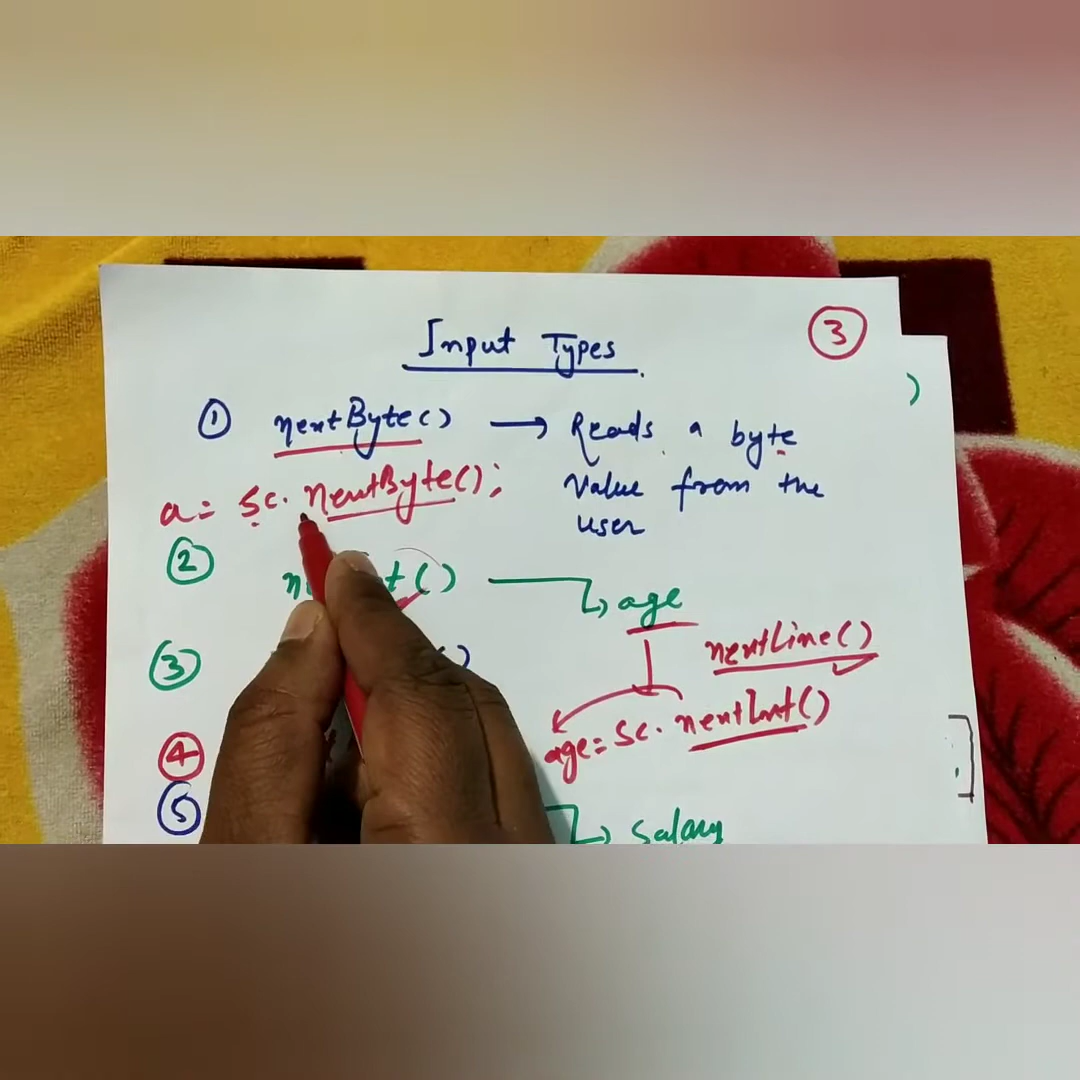 Input Types
3
① nextByte() → Reads a byte
value from the
user
a = Sc. nextByte();
② age
nextLine()
age = Sc. nextInt()
③
④
⑤ Salary